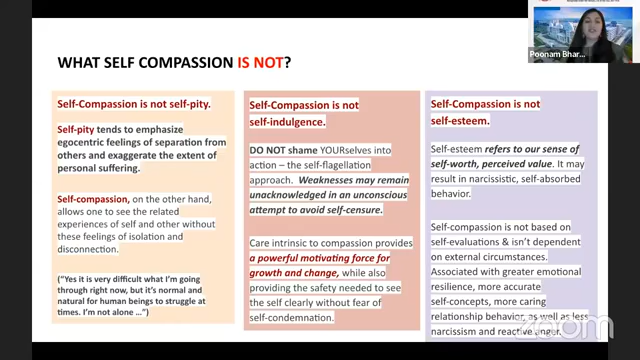 Poonam Bhar...
WHAT SELF COMPASSION IS NOT?
Self-Compassion is not self-pity.
Self-pity tends to emphasize
egocentric feelings of separation from
others and exaggerate the extent of
personal suffering.
Self-compassion, on the other hand,
allows one to see the related
experiences of self and other without
these feelings of isolation and
disconnection.
("Yes it is very difficult what I'm going
through right now, but it's normal and
natural for human beings to struggle at
times. I'm not alone ...")
Self-Compassion is not
self-indulgence.
DO NOT shame YOURselves into
action – the self-flagellation
approach. Weaknesses may remain
unacknowledged in an unconscious
attempt to avoid self-censure.
Care intrinsic to compassion provides
a powerful motivating force for
growth and change, while also
providing the safety needed to see
the self clearly without fear of
self-condemnation.
Self-Compassion is not
self-esteem.
Self-esteem refers to our sense of
self-worth, perceived value. It may
result in narcissistic, self-absorbed
behavior.
Self-compassion is not based on
self-evaluations & isn't dependent
on external circumstances.
Associated with greater emotional
resilience, more accurate
self-concepts, more caring
relationship behavior, as well as less
narcissism and reactive anger.
zoom